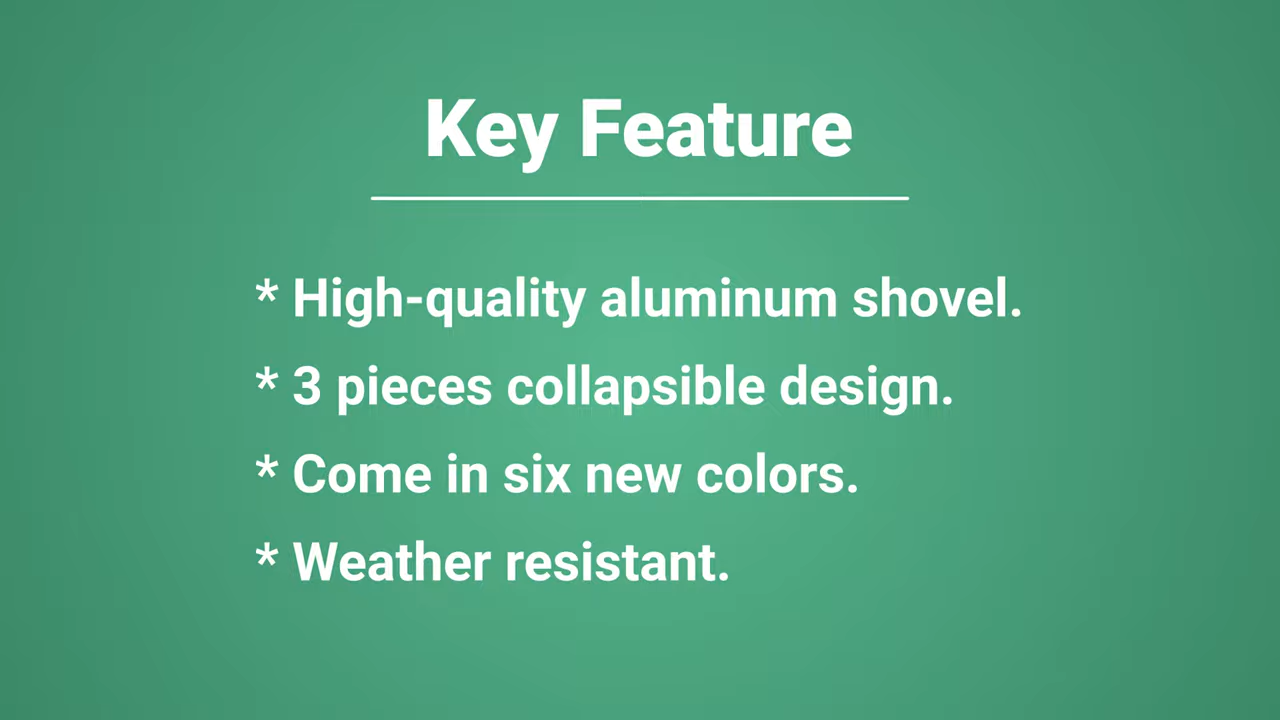 Key Feature
* High-quality aluminum shovel.
* 3 pieces collapsible design.
* Come in six new colors.
* Weather resistant.